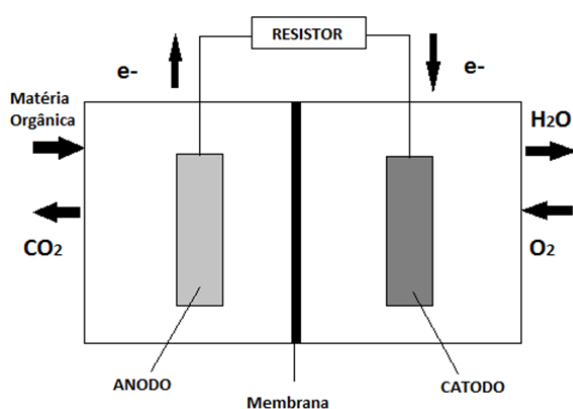 RESISTOR
e-
e-
Matéria
Orgânica
H2O
CO2
O2
ANODO
CATODO
Membrana